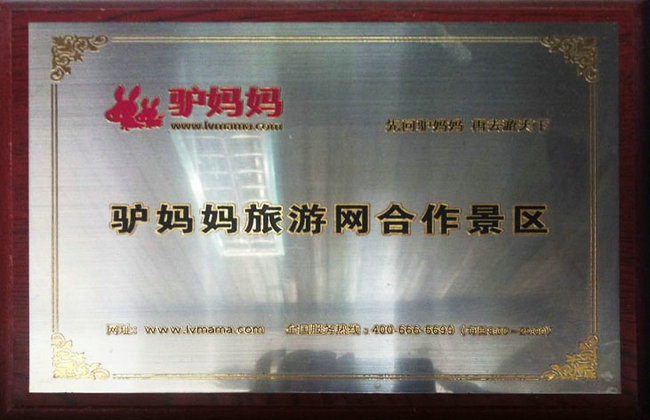 驴妈妈
www.lvmama.com
先问驴妈妈 再去游天下
驴妈妈旅游网合作景区
网址: www.lvmama.com 全国服务热线:400-666-6699